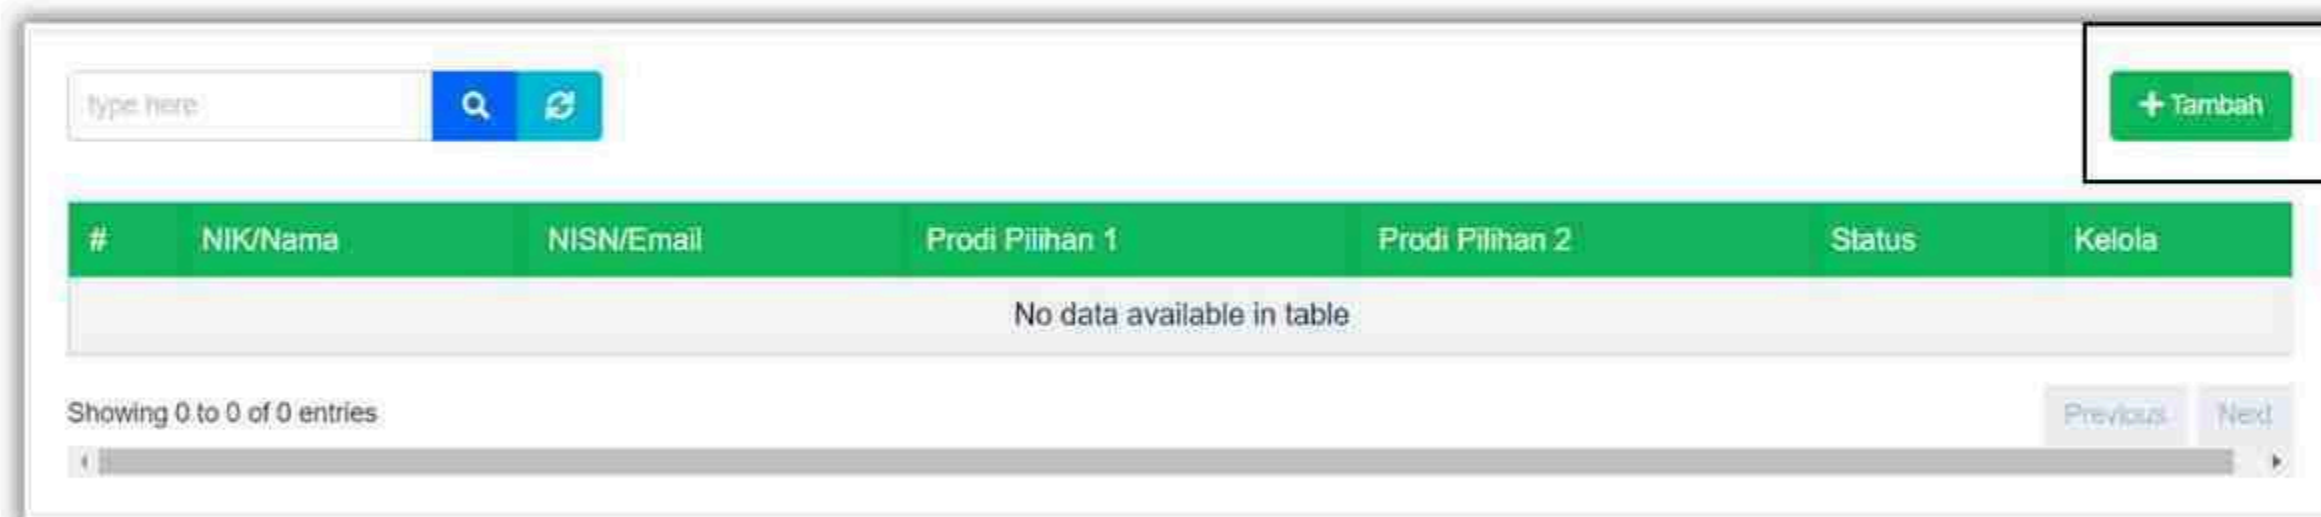 type here
+ Tambah
# NIK/Nama NISN/Email Prodi Pilihan 1 Prodi Pilihan 2 Status Kelola
No data available in table
Showing 0 to 0 of 0 entries
Previous Next